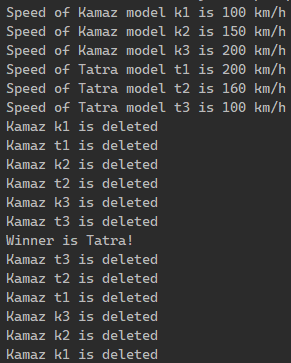 Speed of Kamaz model k1 is 100 km/h
Speed of Kamaz model k2 is 150 km/h
Speed of Kamaz model k3 is 200 km/h
Speed of Tatra model t1 is 200 km/h
Speed of Tatra model t2 is 160 km/h
Speed of Tatra model t3 is 100 km/h
Kamaz k1 is deleted
Kamaz t1 is deleted
Kamaz k2 is deleted
Kamaz t2 is deleted
Kamaz k3 is deleted
Kamaz t3 is deleted
Winner is Tatra!
Kamaz t3 is deleted
Kamaz t2 is deleted
Kamaz t1 is deleted
Kamaz k3 is deleted
Kamaz k2 is deleted
Kamaz k1 is deleted